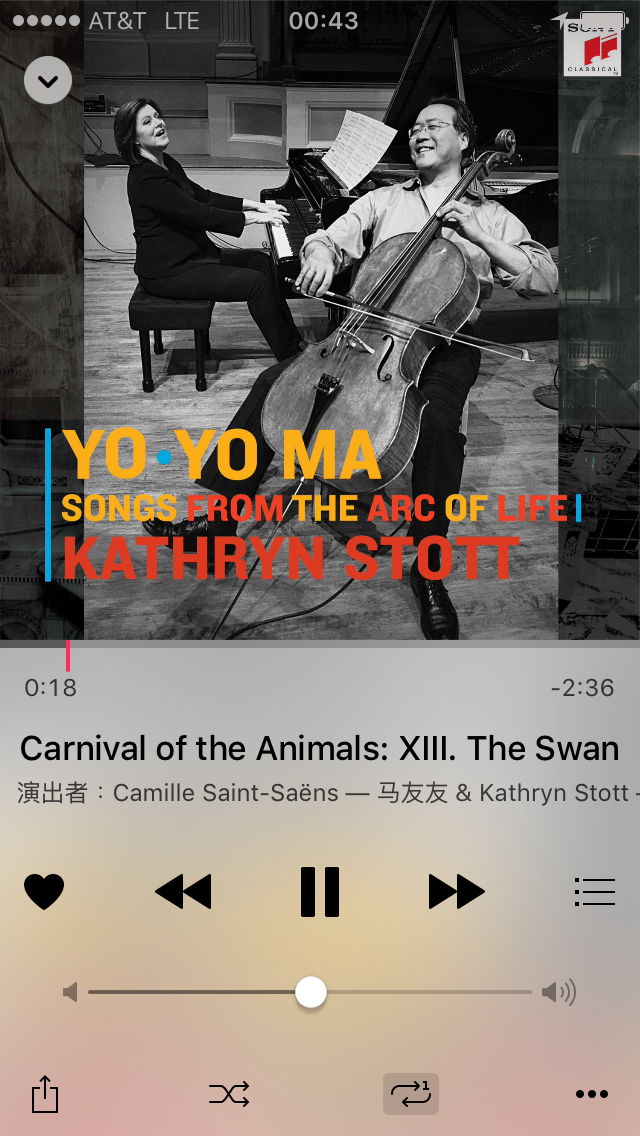 AT&T LTE 00:43
SONY
CLASSICAL
YO·YO MA
SONGS FROM THE ARC OF LIFE
KATHRYN STOTT
0:18 -2:36
Carnival of the Animals: XIII. The Swan
演出者：Camille Saint-Saëns — 马友友 & Kathryn Stott -
1